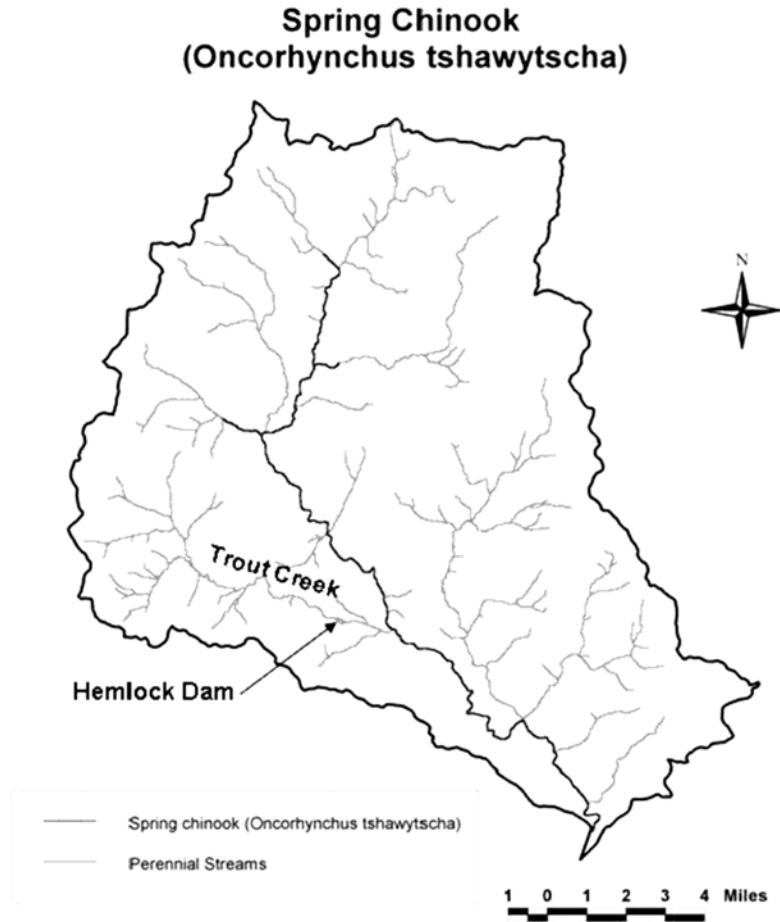 Spring Chinook
(Oncorhynchus tshawytscha)
N
Trout Creek
Hemlock Dam
Spring chinook (Oncorhynchus tshawytscha)
Perennial Streams
1 0 1 2 3 4 Miles